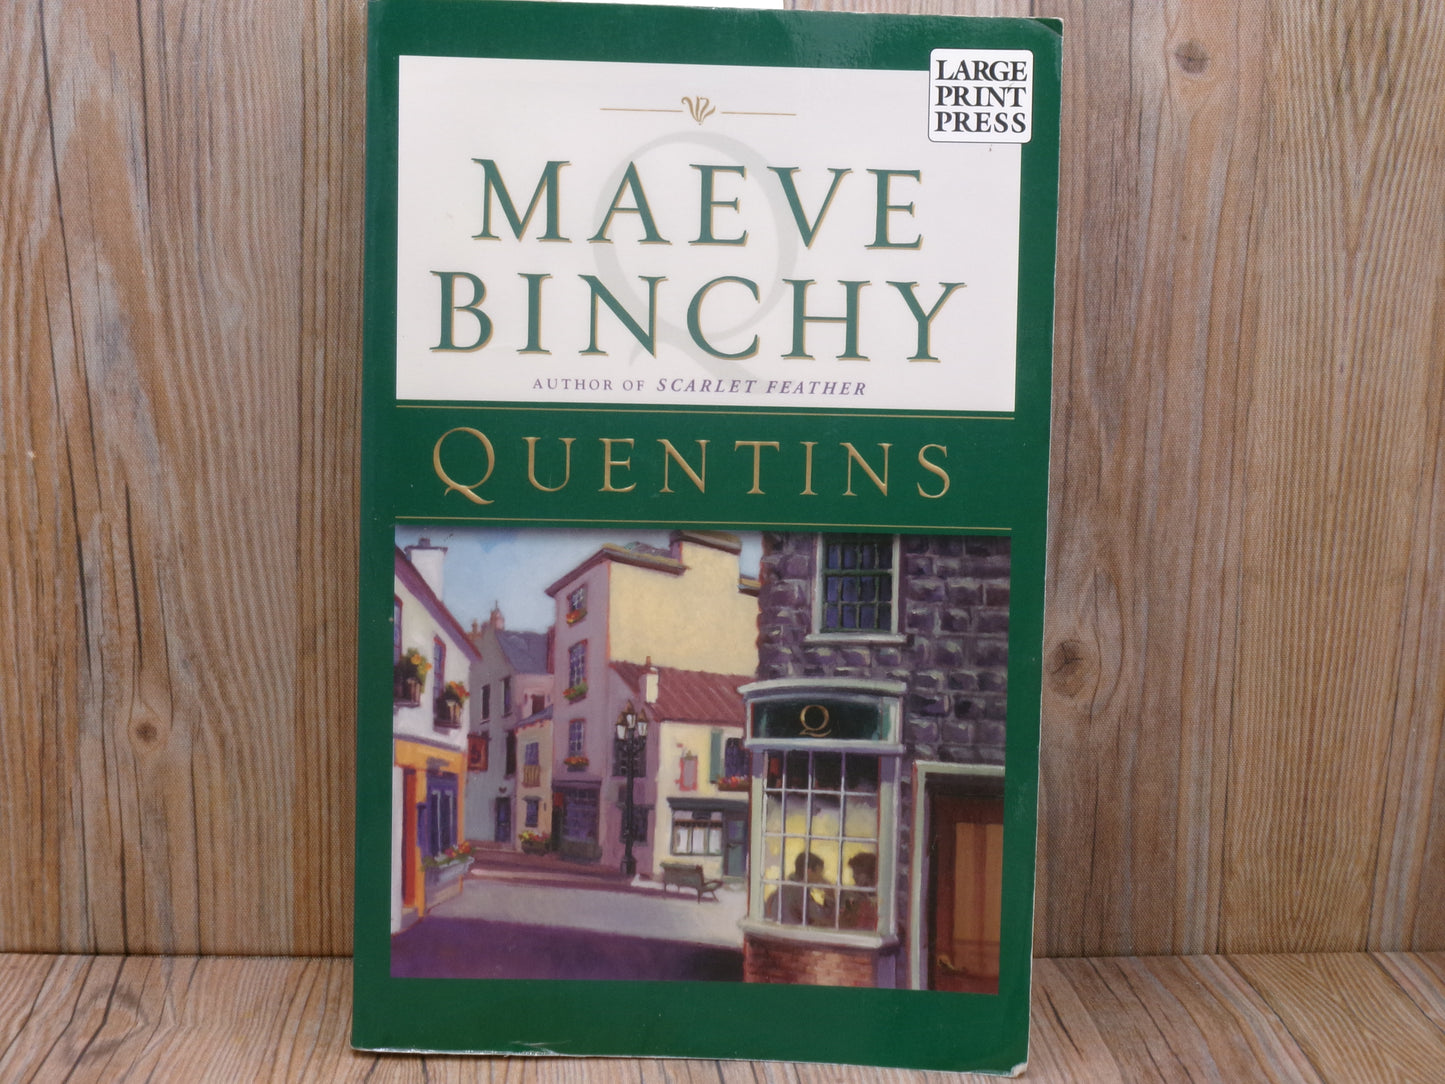 LARGE
PRINT
PRESS
Q
MAEVE
BINCHY
AUTHOR OF SCARLET FEATHER
QUENTINS
Q